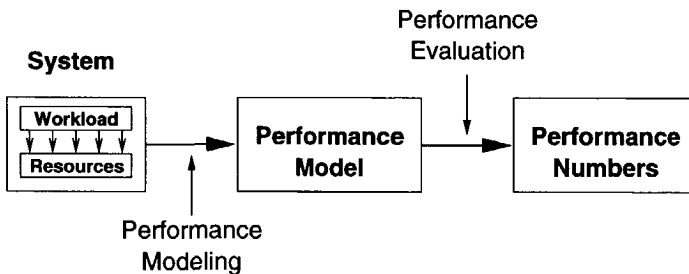 Performance
Evaluation
System
Workload
Resources
Performance
Model
Performance
Numbers
Performance
Modeling